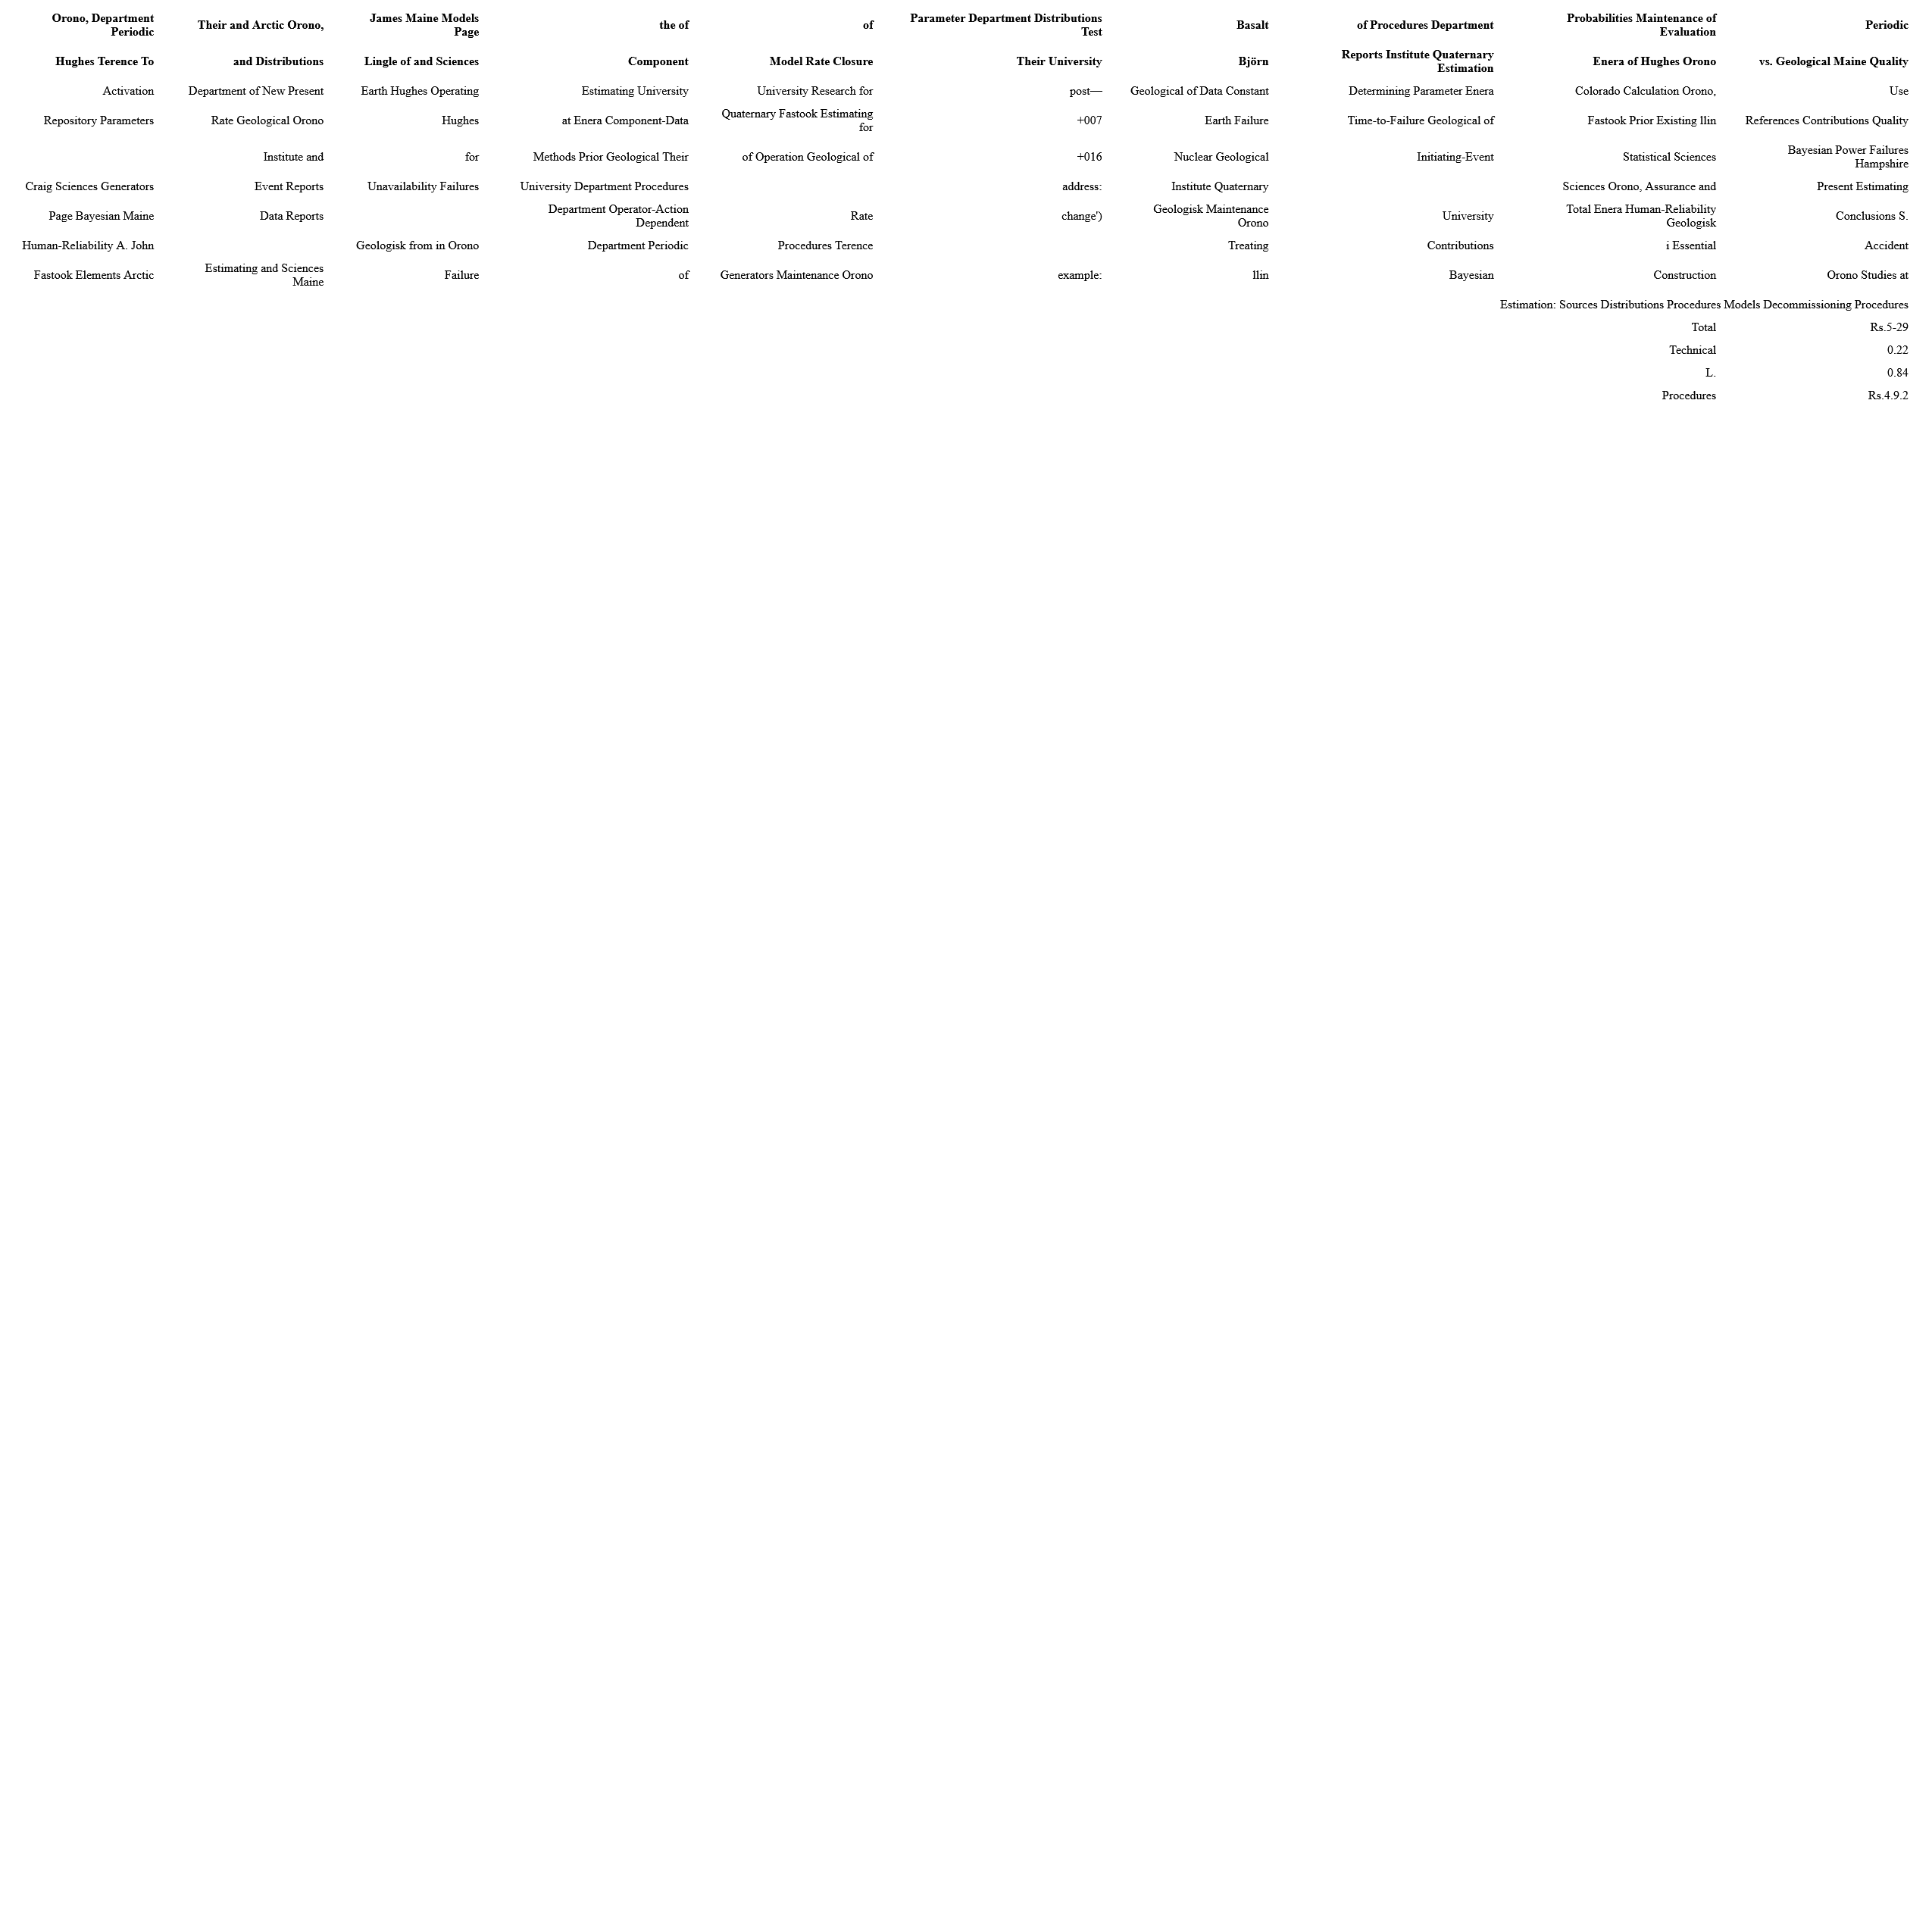 Orono, Department Periodic Their and Arctic Orono, James Maine Models Page the of of Parameter Department Distributions Test Basalt of Procedures Department Probabilities Maintenance of Evaluation Periodic
Hughes Terence To and Distributions Lingle of and Sciences Component Model Rate Closure Their University Björn Reports Institute Quaternary Estimation Enera of Hughes Orono vs. Geological Maine Quality
Activation Department of New Present Earth Hughes Operating Estimating University University Research for post— Geological of Data Constant Determining Parameter Enera Colorado Calculation Orono, Use
Repository Parameters Rate Geological Orono Hughes at Enera Component-Data Quaternary Fastook Estimating for +007 Earth Failure Time-to-Failure Geological of Fastook Prior Existing llin References Contributions Quality
Institute and for Methods Prior Geological Their of Operation Geological of +016 Nuclear Geological Initiating-Event Statistical Sciences Bayesian Power Failures Hampshire
Craig Sciences Generators Event Reports Unavailability Failures University Department Procedures address: Institute Quaternary Sciences Orono, Assurance and Present Estimating
Page Bayesian Maine Data Reports Department Operator-Action Dependent Rate change') Geologisk Maintenance Orono University Total Enera Human-Reliability Geologisk Conclusions S.
Human-Reliability A. John Geologisk from in Orono Department Periodic Procedures Terence Treating Contributions i Essential Accident
Fastook Elements Arctic Estimating and Sciences Maine Failure of Generators Maintenance Orono example: llin Bayesian Construction Orono Studies at
Estimation: Sources Distributions Procedures Models Decommissioning Procedures
Total Rs.5-29
Technical 0.22
L. 0.84
Procedures Rs.4.9.2